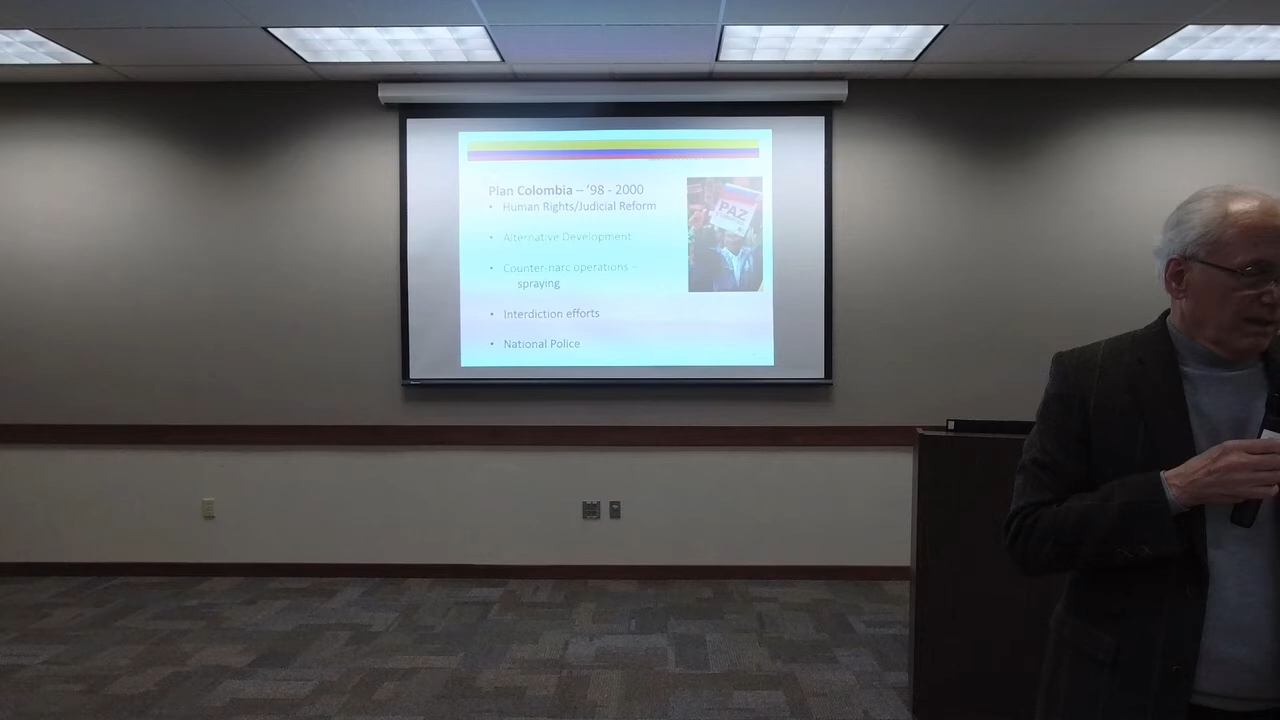 Plan Colombia – '98 - 2000
• Human Rights/Judicial Reform
• Alternative Development
• Counter-narc operations –
spraying
• Interdiction efforts
• National Police
PAZ